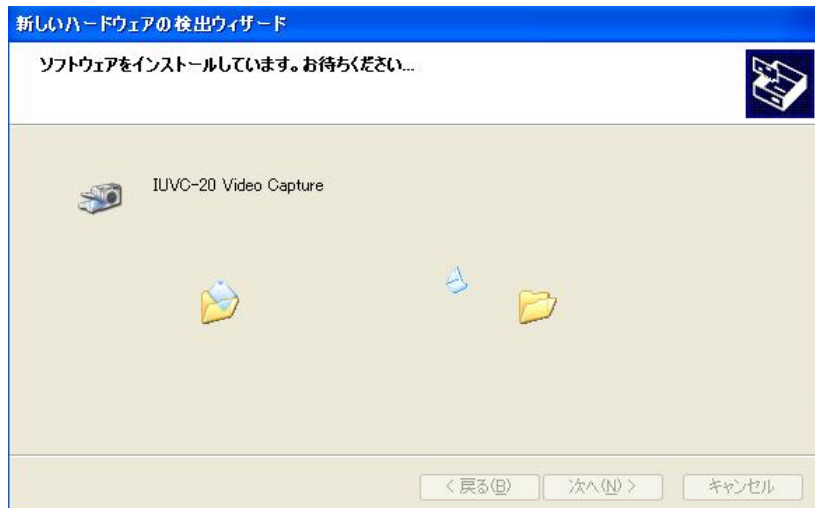 新しいハードウェアの検出ウィザード
ソフトウェアをインストールしています。お待ちください...
IUVC-20 Video Capture
< 戻る(B)
次へ(N) >
キャンセル